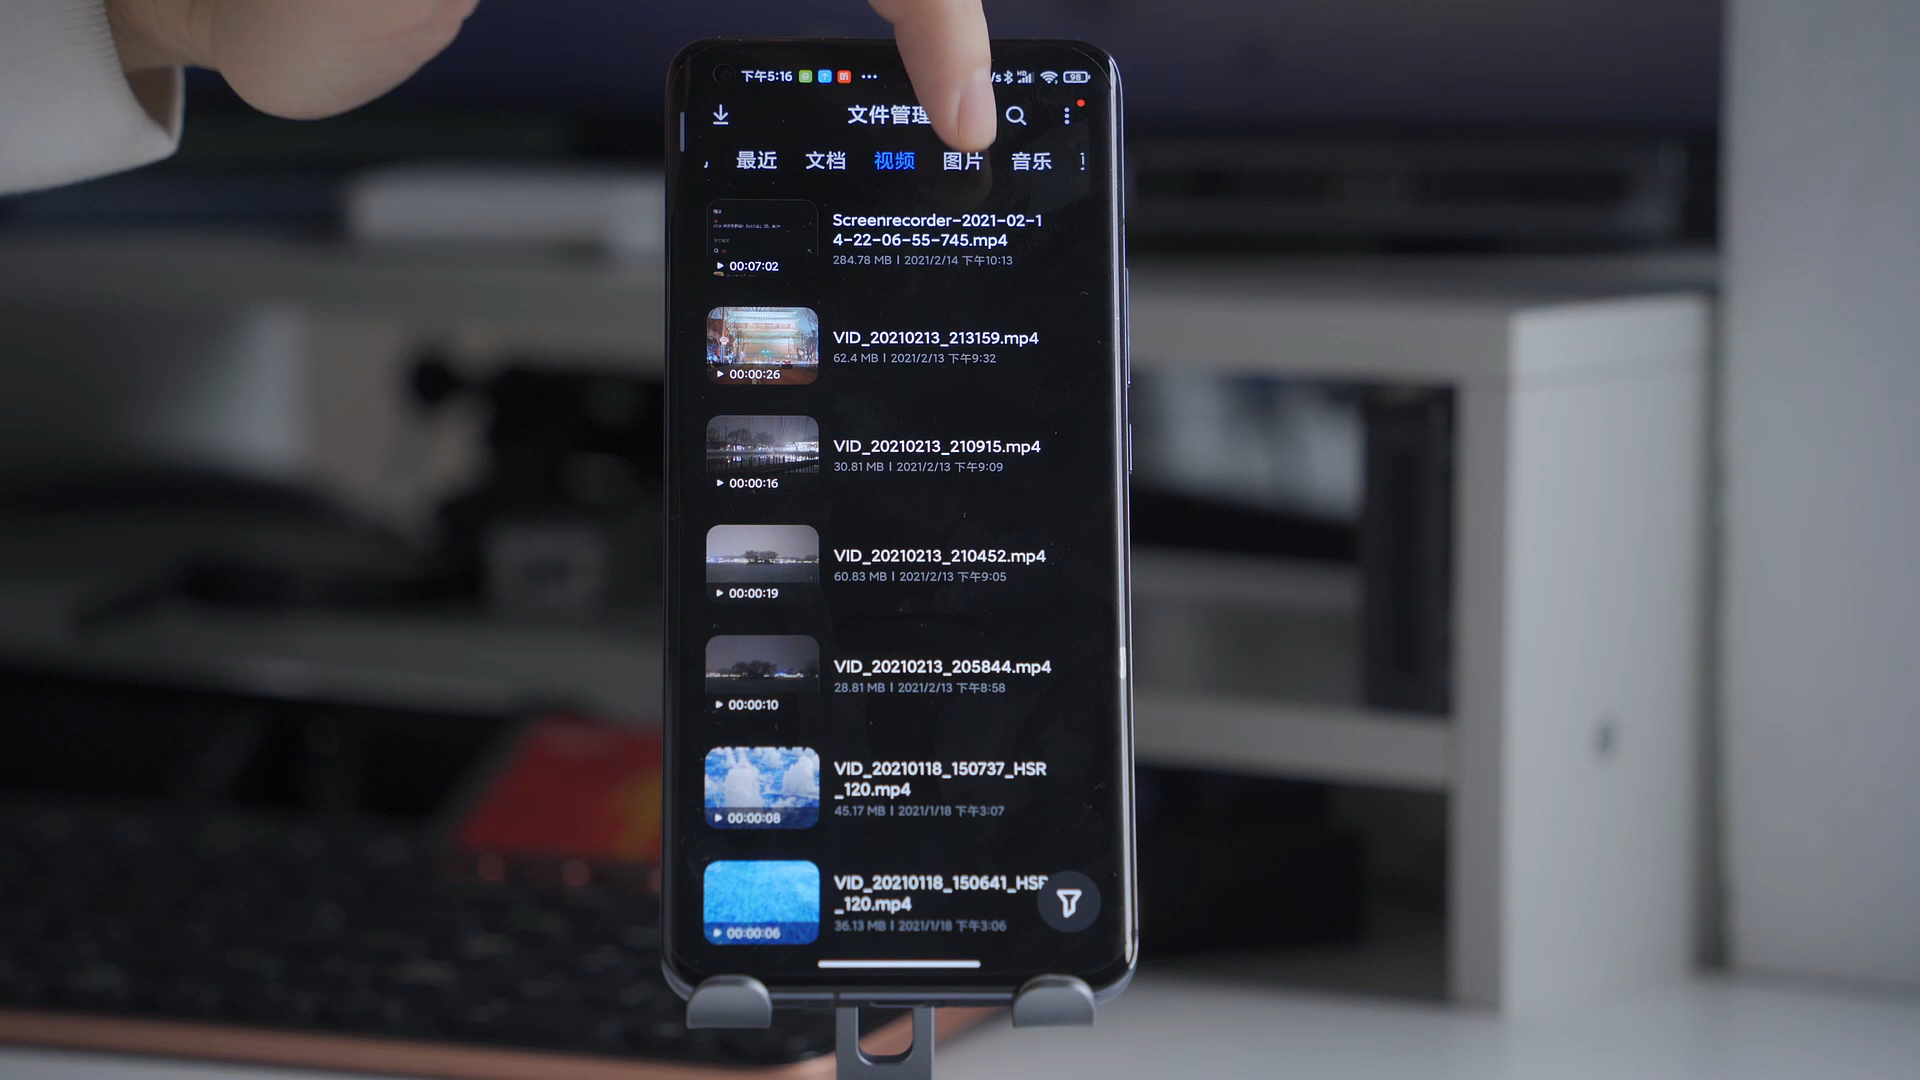 下午5:16 ••• /s HD 98
文件管理
最近 文档 视频 图片 音乐
Screenrecorder-2021-02-1
4-22-06-55-745.mp4
284.78 MB | 2021/2/14 下午10:13
00:07:02
VID_20210213_213159.mp4
62.4 MB | 2021/2/13 下午9:32
00:00:26
VID_20210213_210915.mp4
30.81 MB | 2021/2/13 下午9:09
00:00:16
VID_20210213_210452.mp4
60.83 MB | 2021/2/13 下午9:05
00:00:19
VID_20210213_205844.mp4
28.81 MB | 2021/2/13 下午8:58
00:00:10
VID_20210118_150737_HSR
_120.mp4
45.17 MB | 2021/1/18 下午3:07
00:00:08
VID_20210118_150641_HSR
_120.mp4
36.13 MB | 2021/1/18 下午3:06
00:00:06